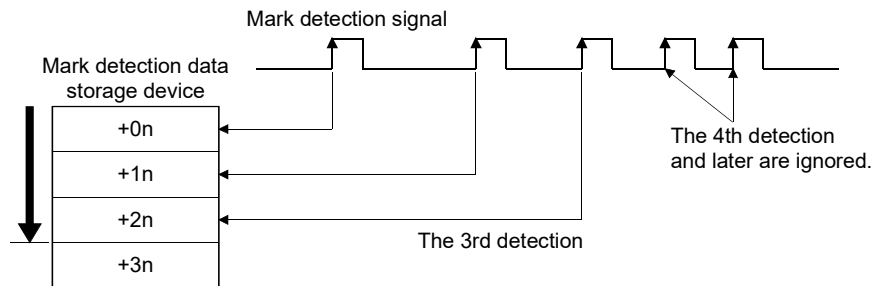 Mark detection signal
Mark detection data
storage device
+0n
+1n
+2n
+3n
The 4th detection
and later are ignored.
The 3rd detection